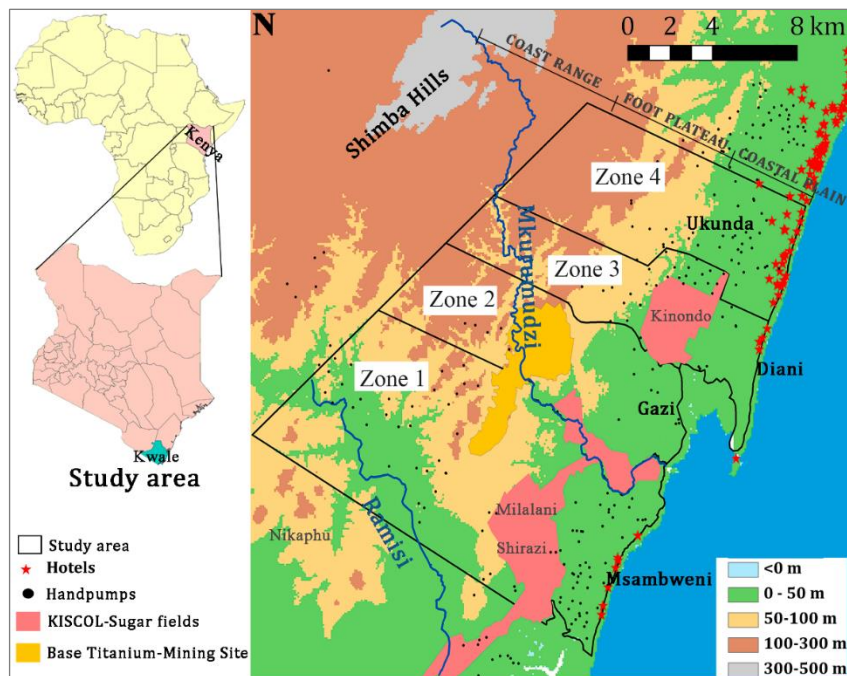 Kenya
Kwale
Study area
Study area
Hotels
Handpumps
KISCOL-Sugar fields
Base Titanium-Mining Site
N
0 4 8 km
COAST RANGE
FOOT PLATEAU
COASTAL PLAIN
Shimba Hills
Zone 4
Ukunda
Mkurumudzi
Zone 3
Zone 2
Kinondo
Zone 1
Diani
Gazi
Ramisi
Milalani
Nikaphu
Shirazi
Msambweni
<0 m
0 - 50 m
50-100 m
100-300 m
300-500 m